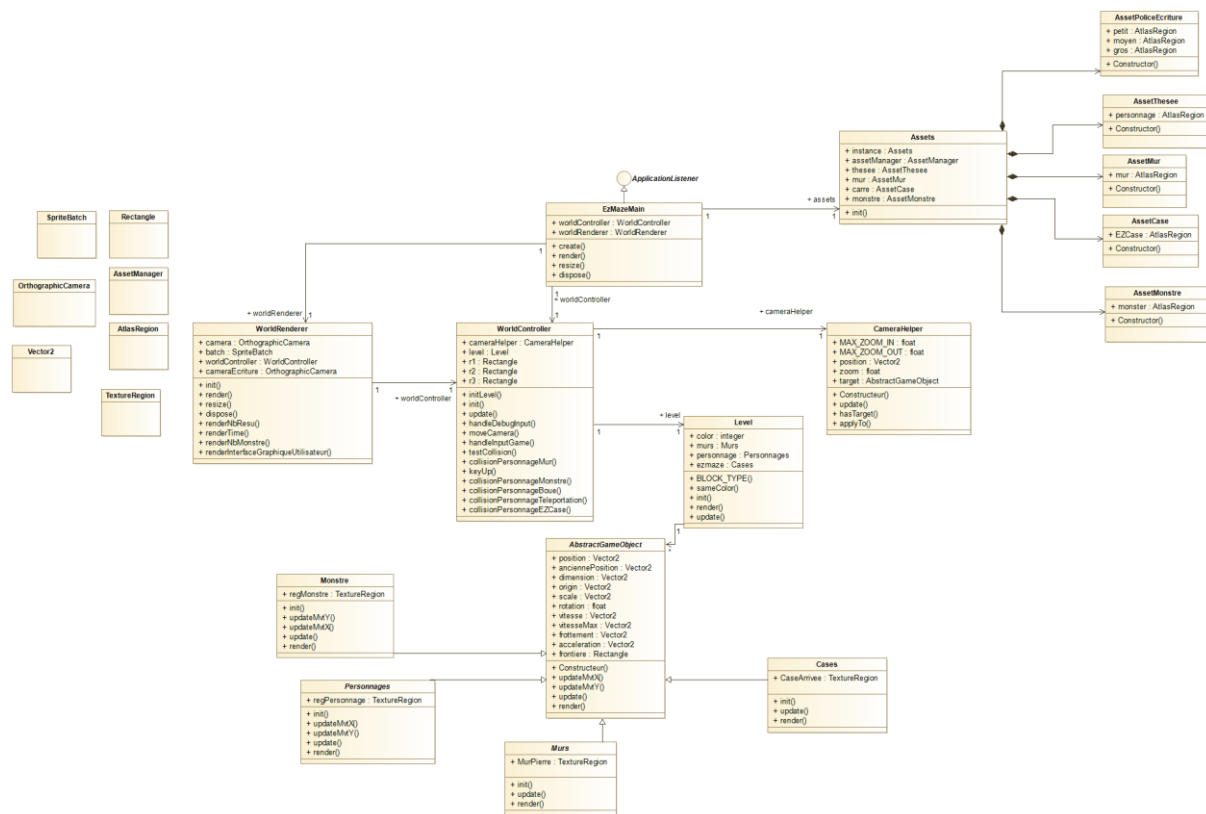 AssetPoliceEcriture
+ petit : AtlasRegion
+ moyen : AtlasRegion
+ gros : AtlasRegion
+ Constructor()
AssetThesee
+ personnage : AtlasRegion
+ Constructor()
Assets
+ instance : Assets
+ assetManager : AssetManager
+ thesee : AssetThesee
+ mur : AssetMur
+ carre : AssetCase
+ monstre : AssetMonstre
+ init()
AssetMur
+ mur : AtlasRegion
+ Constructor()
AssetCase
+ EZCase : AtlasRegion
+ Constructor()
AssetMonstre
+ monster : AtlasRegion
+ Constructor()
ApplicationListener
EzMazeMain
+ worldController : WorldController
+ worldRenderer : WorldRenderer
+ create()
+ render()
+ resize()
+ dispose()
+ assets
1
1
1
1
+ worldController
1
+ worldRenderer
1
SpriteBatch
Rectangle
OrthographicCamera
AssetManager
AtlasRegion
Vector2
TextureRegion
WorldRenderer
+ camera : OrthographicCamera
+ batch : SpriteBatch
+ worldController : WorldController
+ cameraEcriture : OrthographicCamera
+ init()
+ render()
+ resize()
+ dispose()
+ renderNbResu()
+ renderTime()
+ renderNbMonstre()
+ renderInterfaceGraphiqueUtilisateur()
1
1
+ worldController
WorldController
+ cameraHelper : CameraHelper
+ level : Level
+ r1 : Rectangle
+ r2 : Rectangle
+ r3 : Rectangle
+ initLevel()
+ init()
+ update()
+ handleDebugInput()
+ moveCamera()
+ handleInputGame()
+ testCollision()
+ collisionPersonnageMur()
+ keyUp()
+ collisionPersonnageMonstre()
+ collisionPersonnageBoue()
+ collisionPersonnageTeleportation()
+ collisionPersonnageEZCase()
+ cameraHelper
1
1
CameraHelper
+ MAX_ZOOM_IN : float
+ MAX_ZOOM_OUT : float
+ position : Vector2
+ zoom : float
+ target : AbstractGameObject
+ Constructeur()
+ update()
+ hasTarget()
+ applyTo()
+ level
1
1
Level
+ color : integer
+ murs : Murs
+ personnage : Personnages
+ ezmaze : Cases
+ BLOCK_TYPE()
+ sameColor()
+ init()
+ render()
+ update()
1
*
AbstractGameObject
+ position : Vector2
+ anciennePosition : Vector2
+ dimension : Vector2
+ origin : Vector2
+ scale : Vector2
+ rotation : float
+ vitesse : Vector2
+ vitesseMax : Vector2
+ frottement : Vector2
+ acceleration : Vector2
+ frontiere : Rectangle
+ Constructeur()
+ updateMvtX()
+ updateMvtY()
+ update()
+ render()
Monstre
+ regMonstre : TextureRegion
+ init()
+ updateMvtY()
+ updateMvtX()
+ update()
+ render()
Personnages
+ regPersonnage : TextureRegion
+ init()
+ updateMvtX()
+ updateMvtY()
+ update()
+ render()
Cases
+ CaseArrivee : TextureRegion
+ init()
+ update()
+ render()
Murs
+ MurPierre : TextureRegion
+ init()
+ update()
+ render()